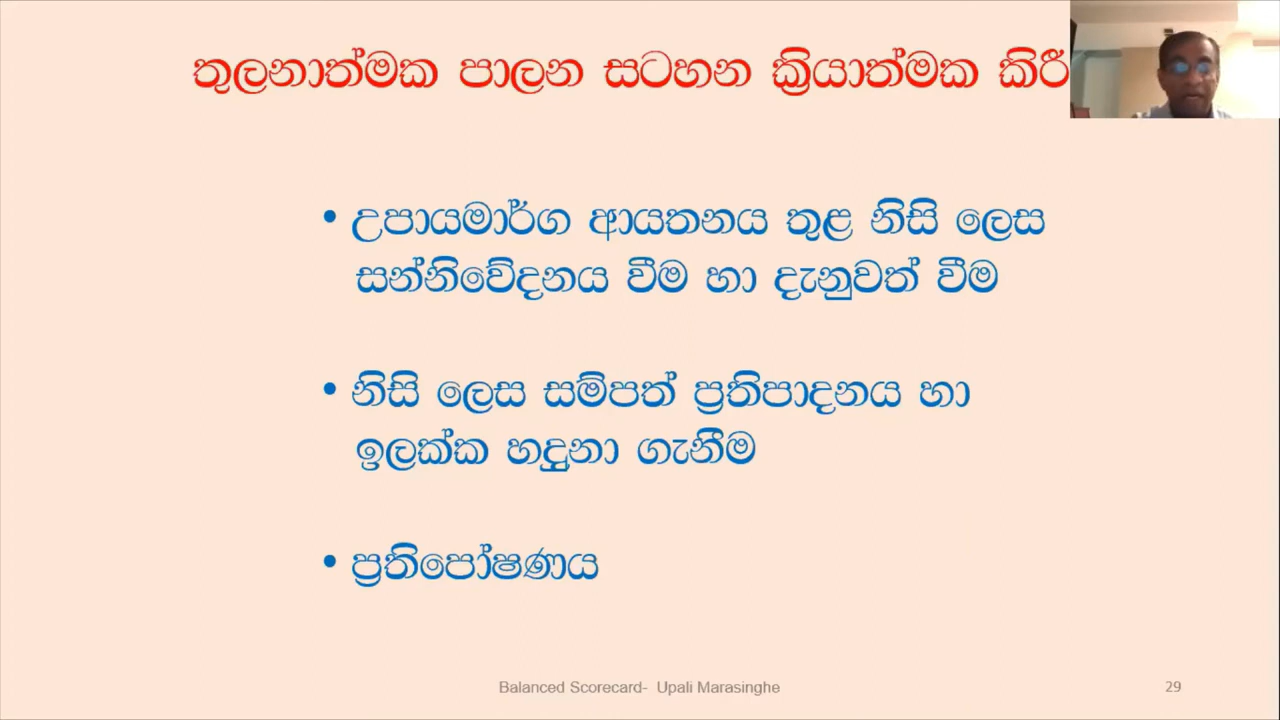 තුලනාත්මක පාලන සටහන ක්‍රියාත්මක කිරී
• උපායමාර්ග ආයතනය තුළ නිසි ලෙස
සන්නිවේදනය වීම හා දැනුවත් වීම
• නිසි ලෙස සම්පත් ප්‍රතිපාදනය හා
ඉලක්ක හදුනා ගැනීම
• ප්‍රතිපෝෂණය
Balanced Scorecard- Upali Marasinghe
29